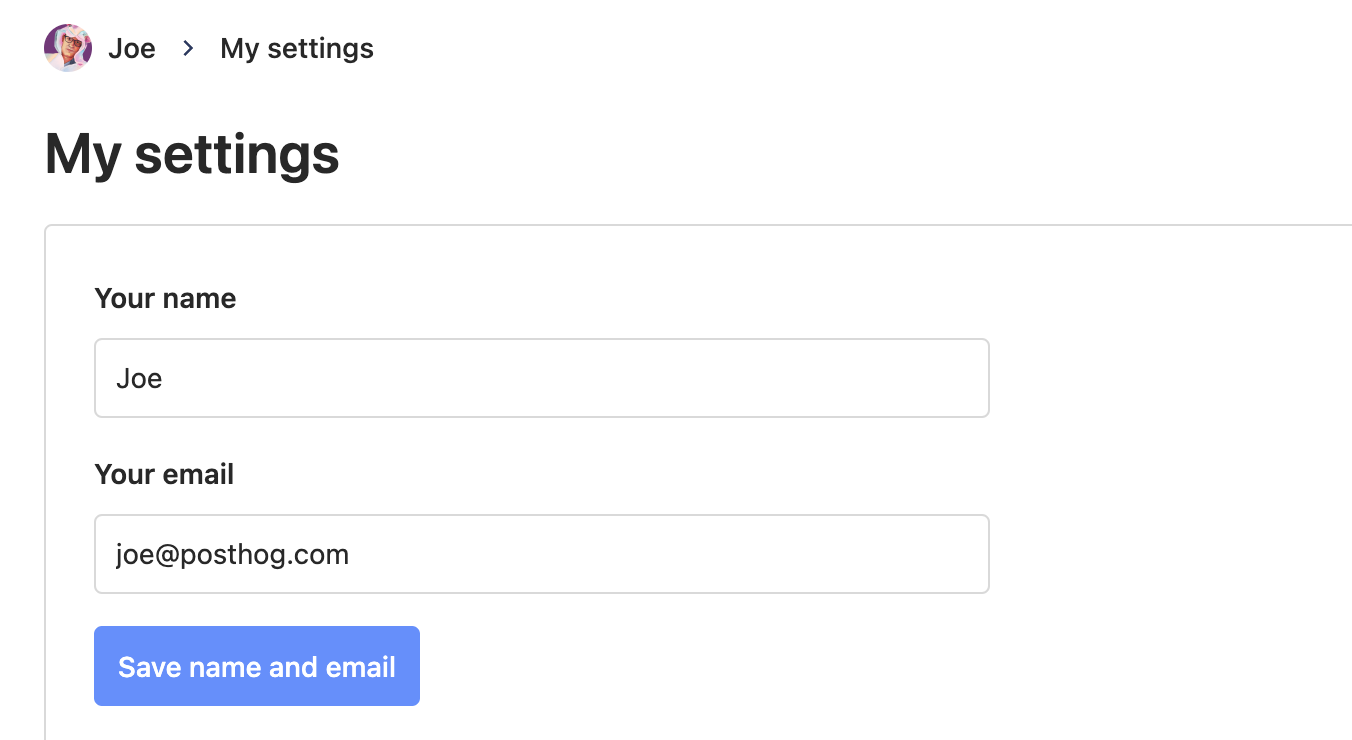 Joe > My settings
My settings
Your name
Joe
Your email
joe@posthog.com
Save name and email